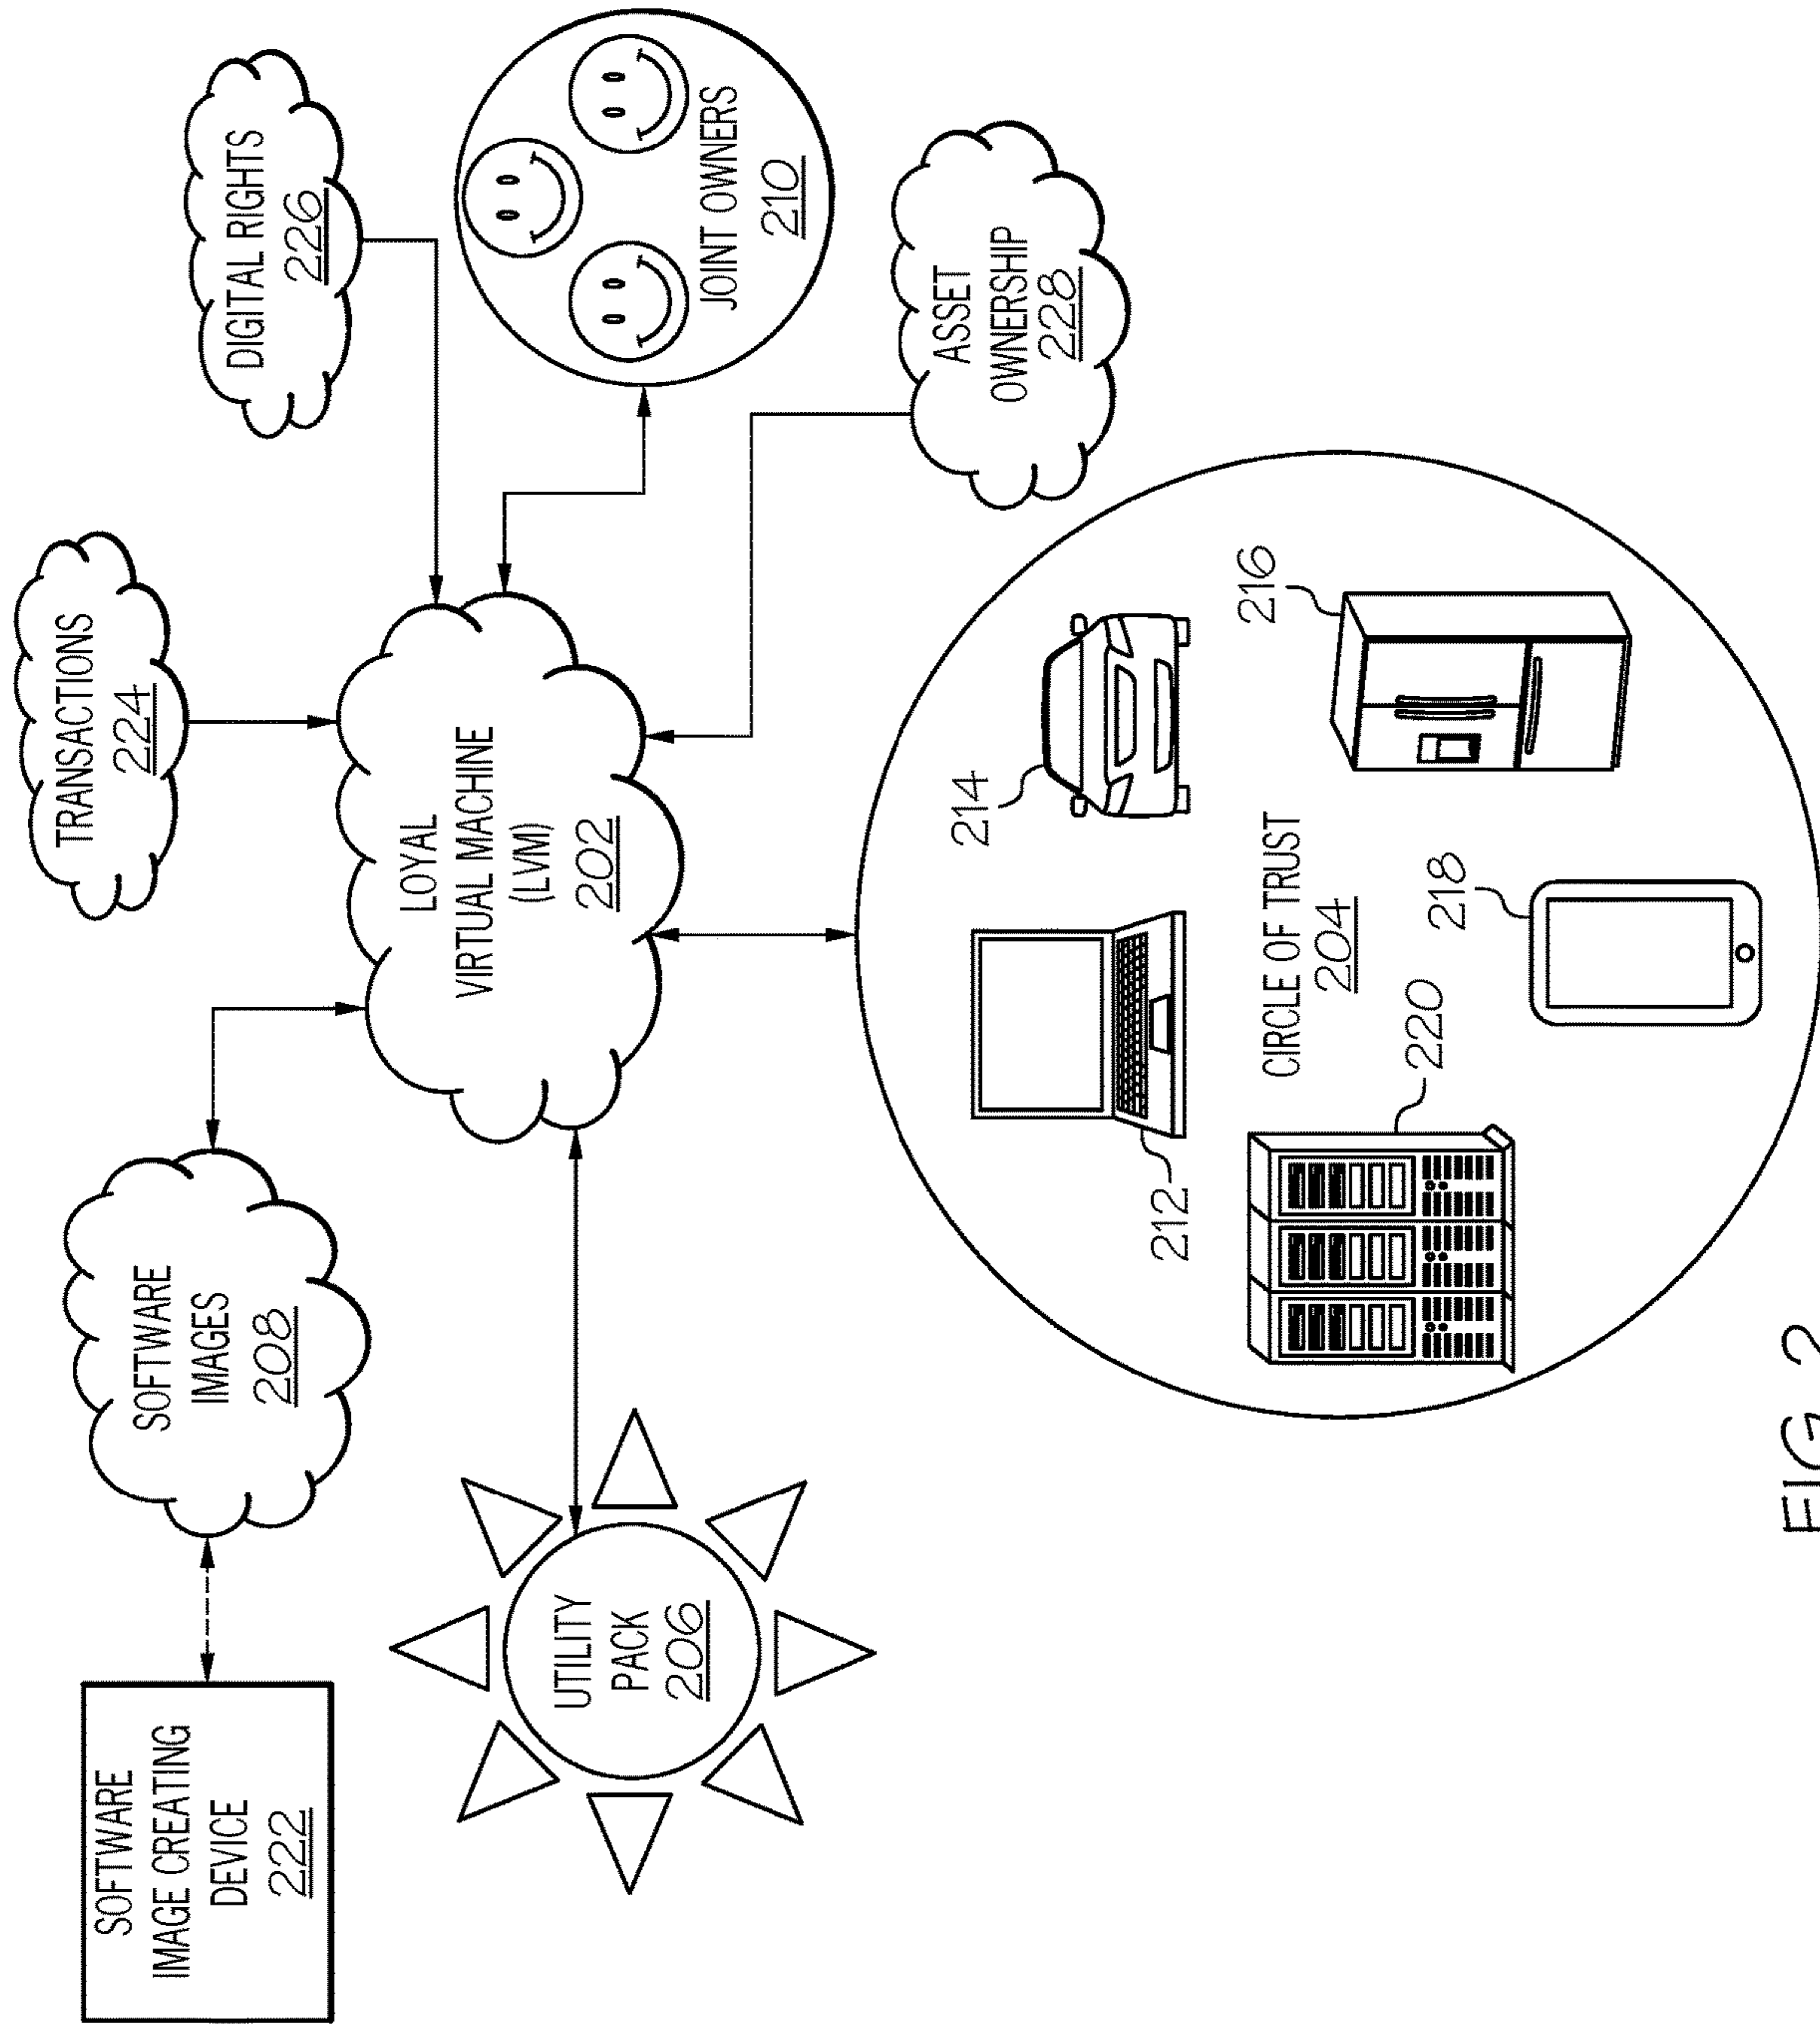 SOFTWARE
IMAGE CREATING
DEVICE
222
SOFTWARE
IMAGES
208
TRANSACTIONS
224
DIGITAL RIGHTS
226
UTILITY
PACK
206
LOYAL
VIRTUAL MACHINE
(LVM)
202
JOINT OWNERS
210
ASSET
OWNERSHIP
228
212
214
CIRCLE OF TRUST
204
216
220
218
FIG. 2